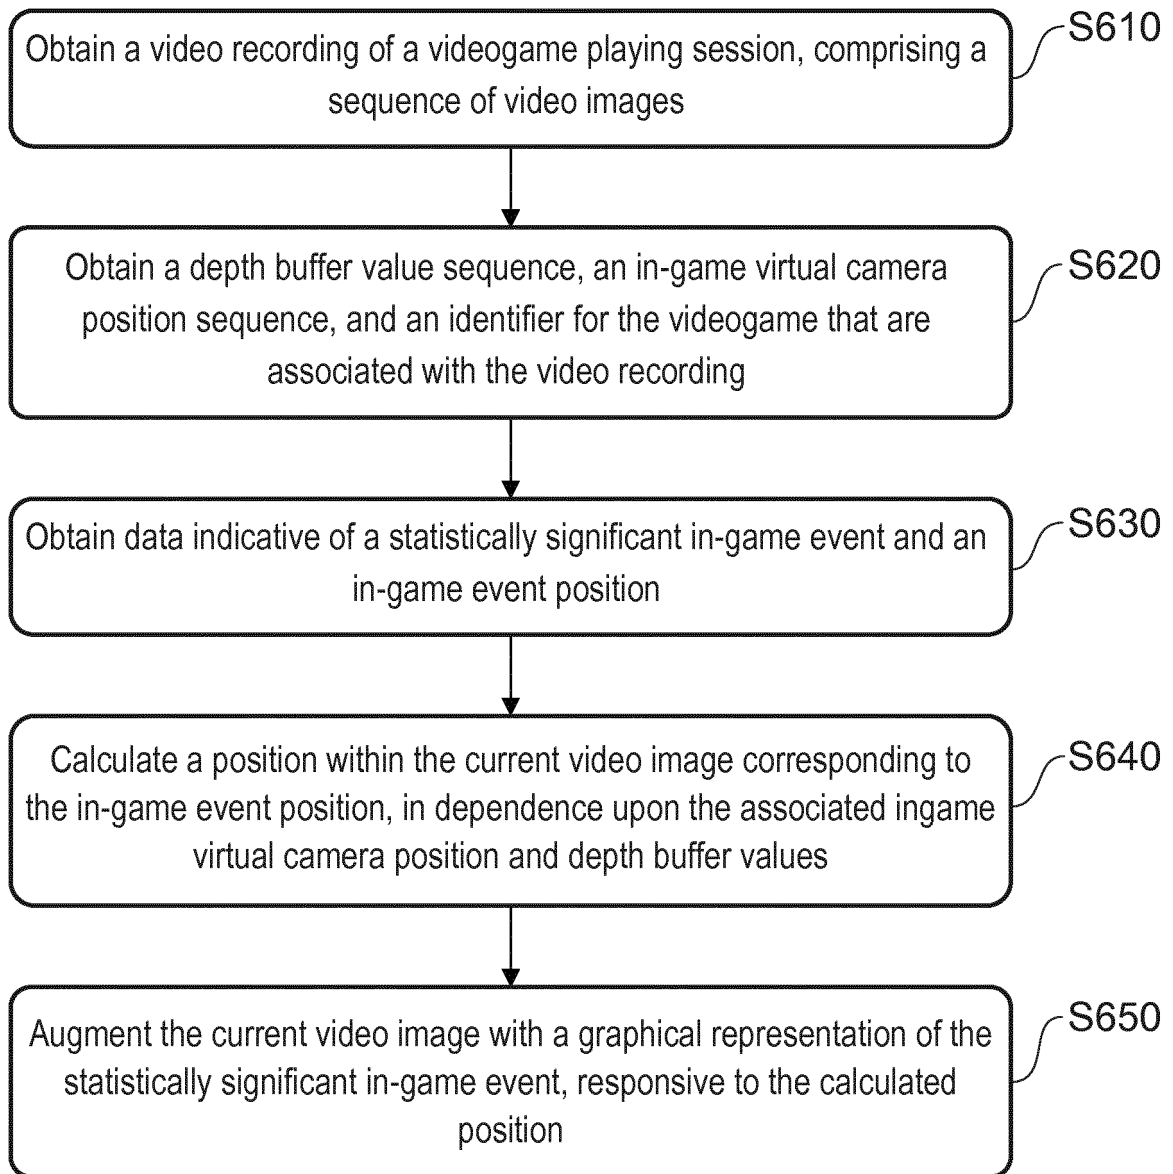 Obtain a video recording of a videogame playing session, comprising a
sequence of video images
S610
Obtain a depth buffer value sequence, an in-game virtual camera
position sequence, and an identifier for the videogame that are
associated with the video recording
S620
Obtain data indicative of a statistically significant in-game event and an
in-game event position
S630
Calculate a position within the current video image corresponding to
the in-game event position, in dependence upon the associated ingame
virtual camera position and depth buffer values
S640
Augment the current video image with a graphical representation of the
statistically significant in-game event, responsive to the calculated
position
S650